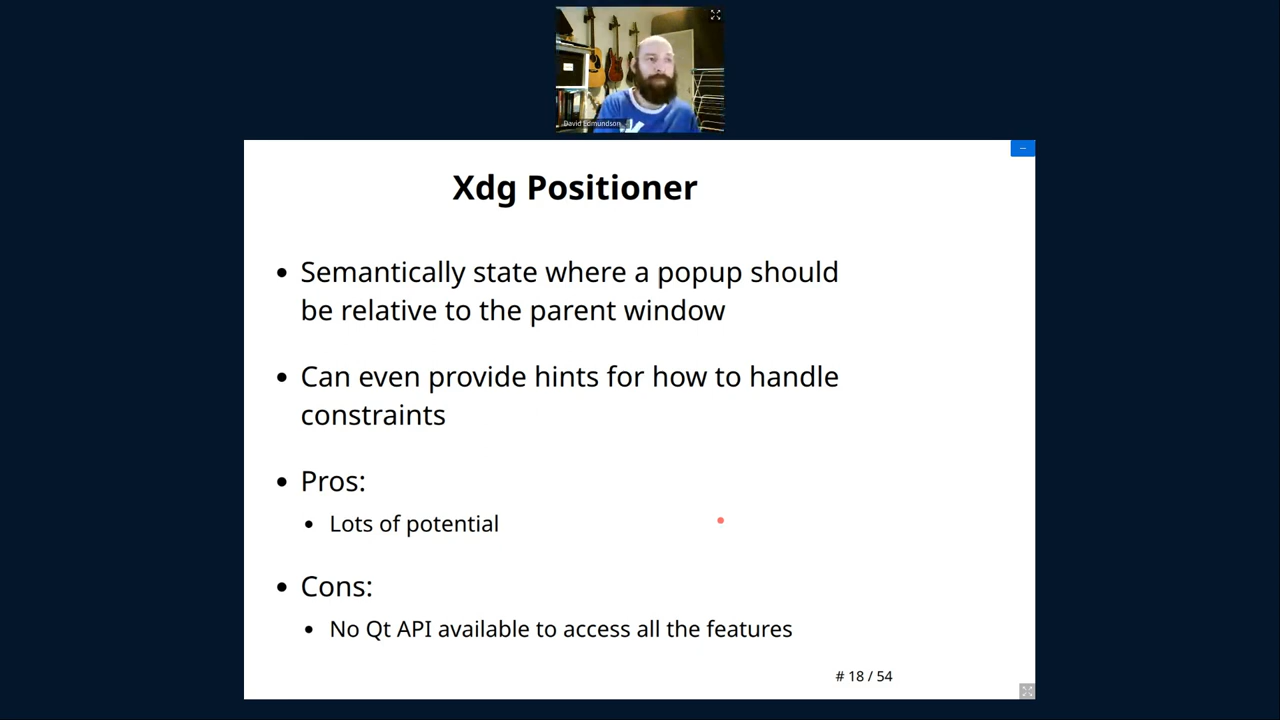 David Edmundson
Xdg Positioner
• Semantically state where a popup should
be relative to the parent window
• Can even provide hints for how to handle
constraints
• Pros:
• Lots of potential
• Cons:
• No Qt API available to access all the features
# 18 / 54